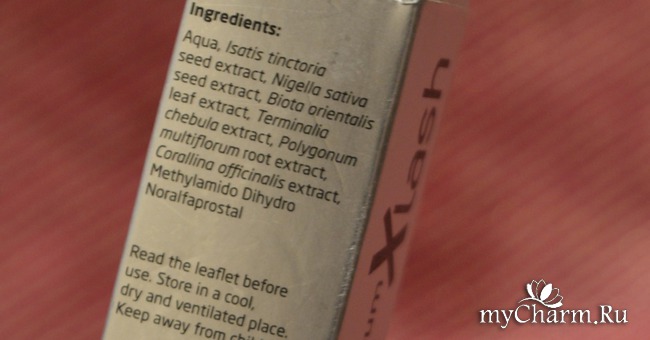 Ingredients:
Aqua, Isatis tinctoria
seed extract, Nigella sativa
seed extract, Biota orientalis
leaf extract, Terminalia
chebula extract, Polygonum
multiflorum root extract,
Corallina officinalis extract,
Methylamido Dihydro
Noralfaprostal
Read the leaflet before
use. Store in a cool,
dry and ventilated place.
Keep away from
um Xlash
myCharm.Ru